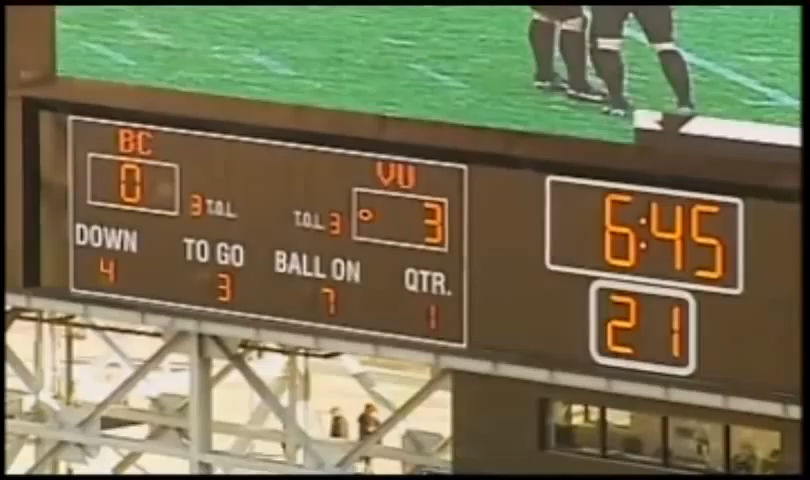 BC
VU
0
3 T.O.L.
T.O.L. 3
3
6:45
DOWN
TO GO
BALL ON
QTR.
4
3
7
1
21